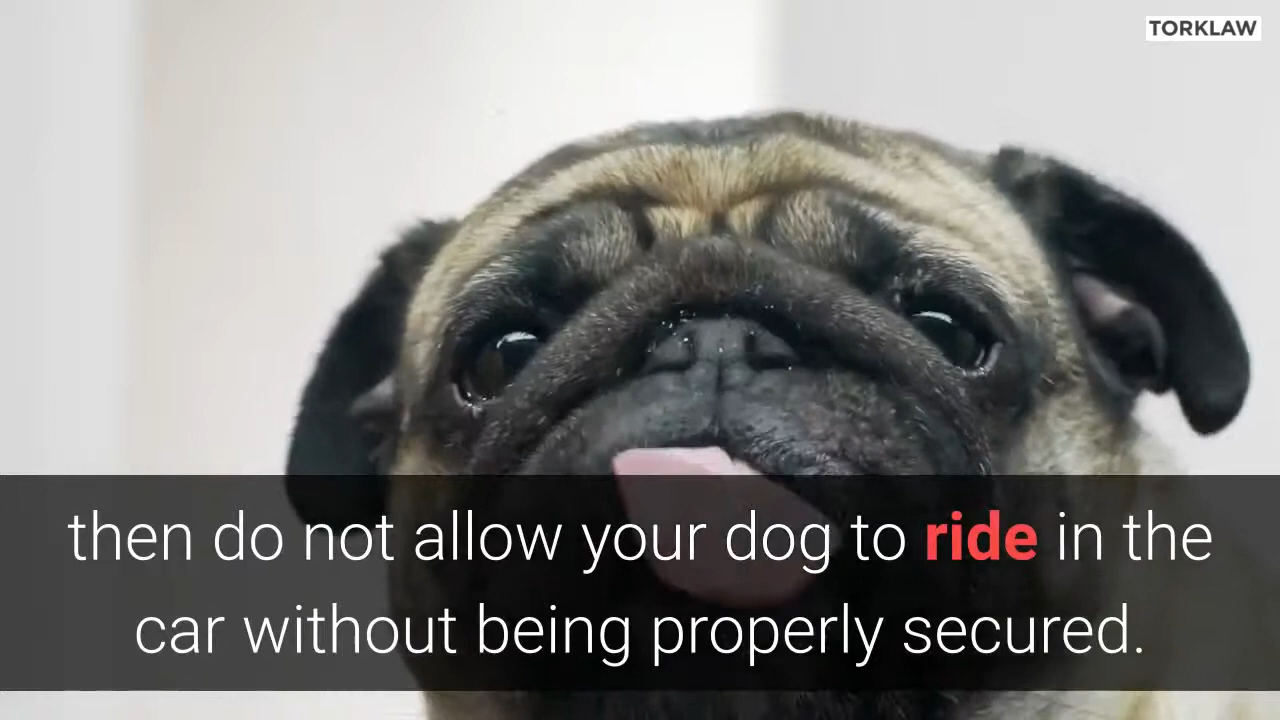 TORKLAW
then do not allow your dog to ride in the
car without being properly secured.